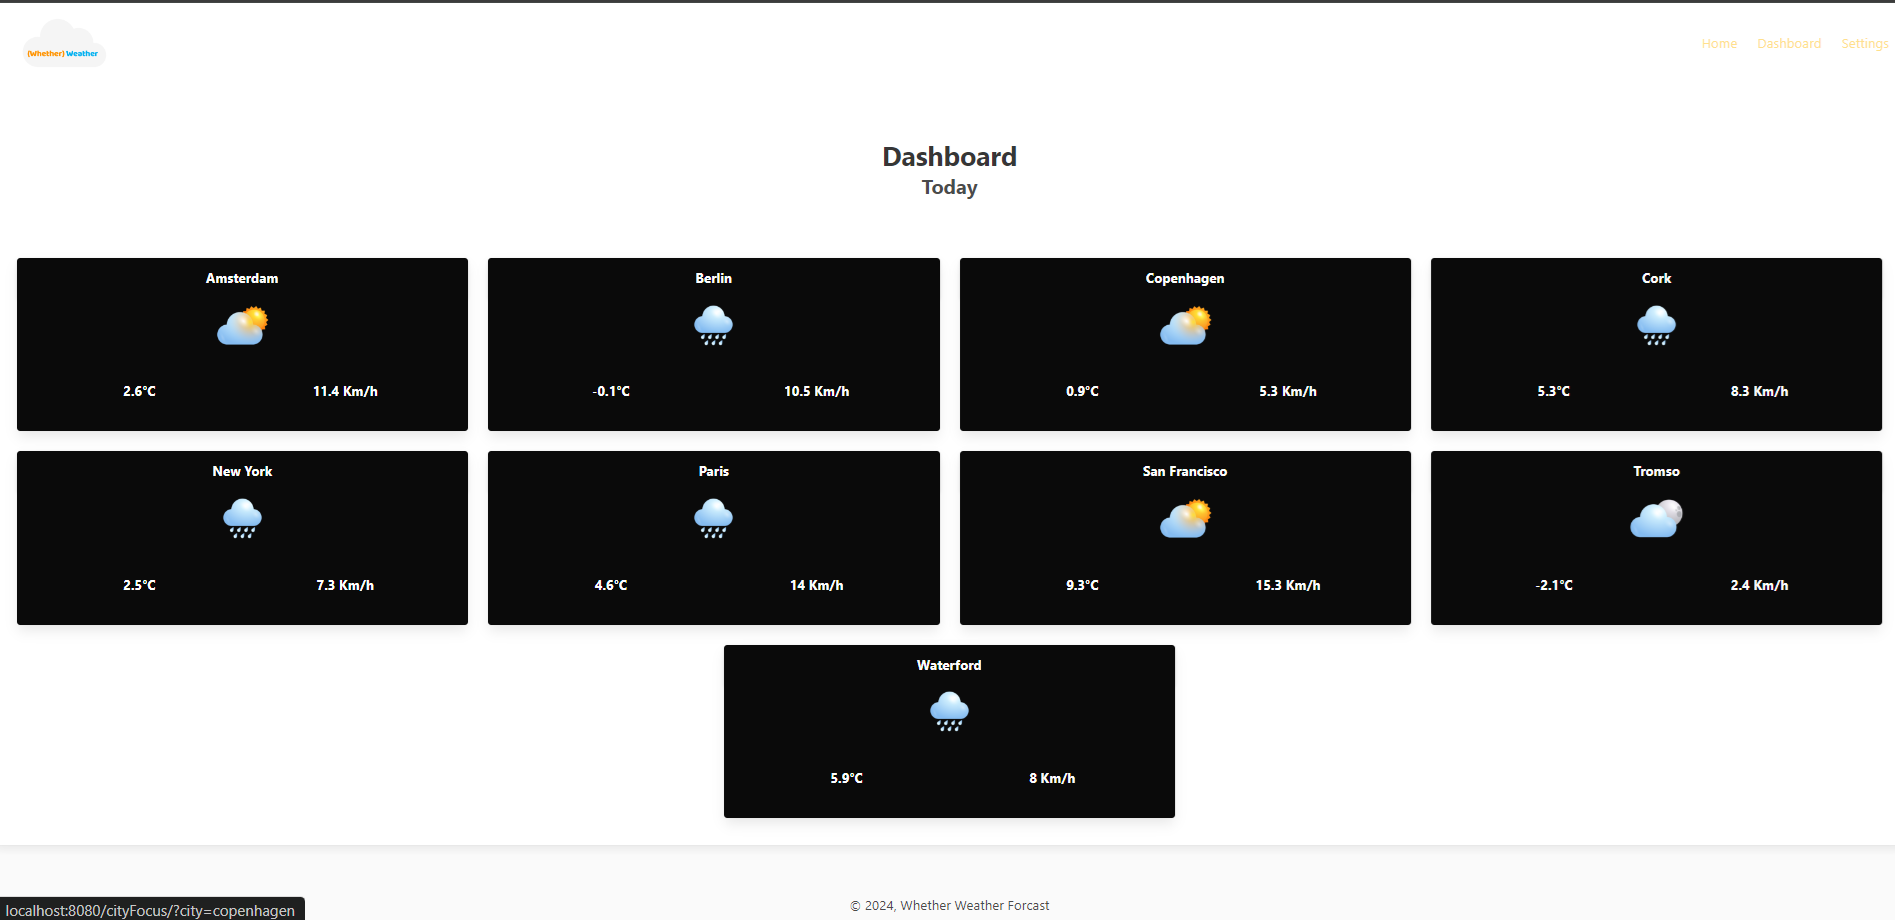 (Whether) Weather
Home Dashboard Settings
Dashboard
Today
Amsterdam
2.6°C 11.4 Km/h
Berlin
-0.1°C 10.5 Km/h
Copenhagen
0.9°C 5.3 Km/h
Cork
5.3°C 8.3 Km/h
New York
2.5°C 7.3 Km/h
Paris
4.6°C 14 Km/h
San Francisco
9.3°C 15.3 Km/h
Tromso
-2.1°C 2.4 Km/h
Waterford
5.9°C 8 Km/h
© 2024, Whether Weather Forcast
localhost:8080/cityFocus/?city=copenhagen